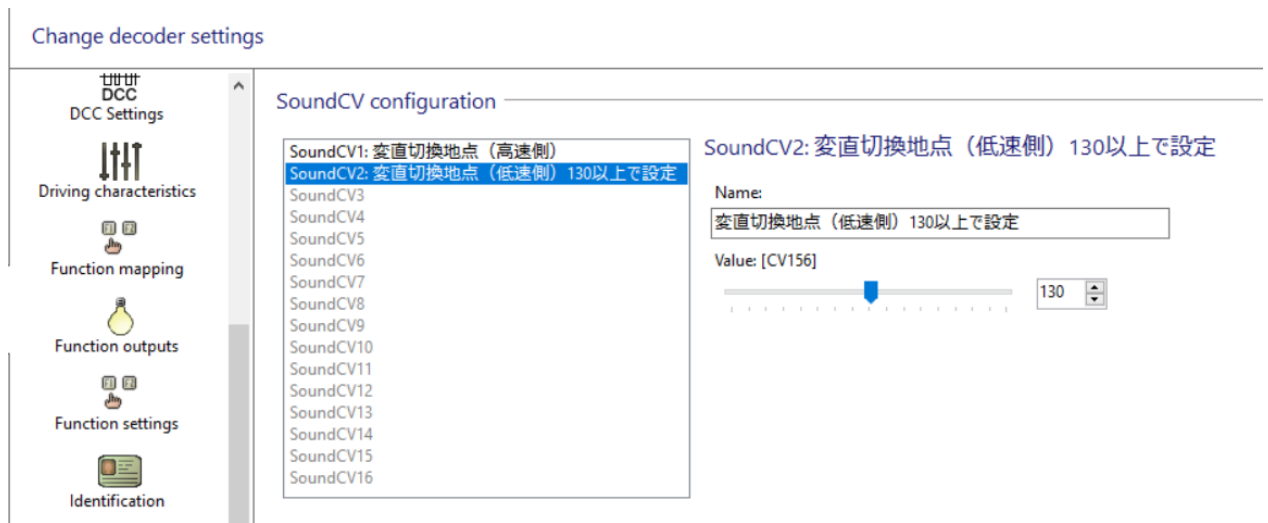 Change decoder settings
DCC
DCC Settings
Driving characteristics
Function mapping
Function outputs
Function settings
Identification
SoundCV configuration
SoundCV1: 変直切換地点（高速側）
SoundCV2: 変直切換地点（低速側）130以上で設定
SoundCV3
SoundCV4
SoundCV5
SoundCV6
SoundCV7
SoundCV8
SoundCV9
SoundCV10
SoundCV11
SoundCV12
SoundCV13
SoundCV14
SoundCV15
SoundCV16
SoundCV2: 変直切換地点（低速側）130以上で設定
Name:
変直切換地点（低速側）130以上で設定
Value: [CV156]
130